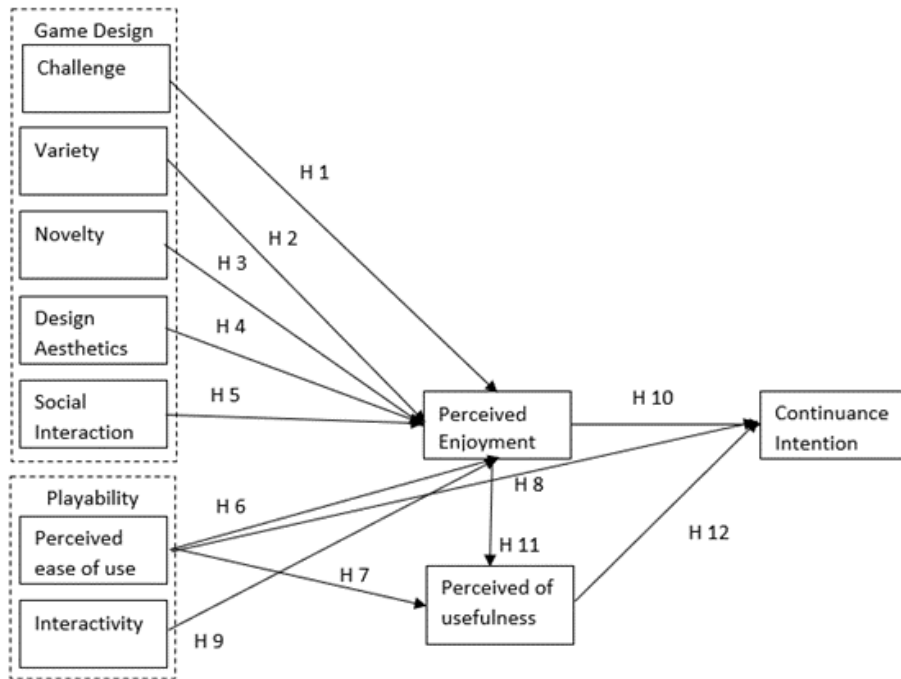 Game Design
Challenge
Variety
Novelty
Design
Aesthetics
Social
Interaction
H 1
H 2
H 3
H 4
H 5
Perceived
Enjoyment
H 10
Continuance
Intention
Playability
Perceived
ease of use
Interactivity
H 6
H 8
H 7
H 11
H 12
H 9
Perceived of
usefulness